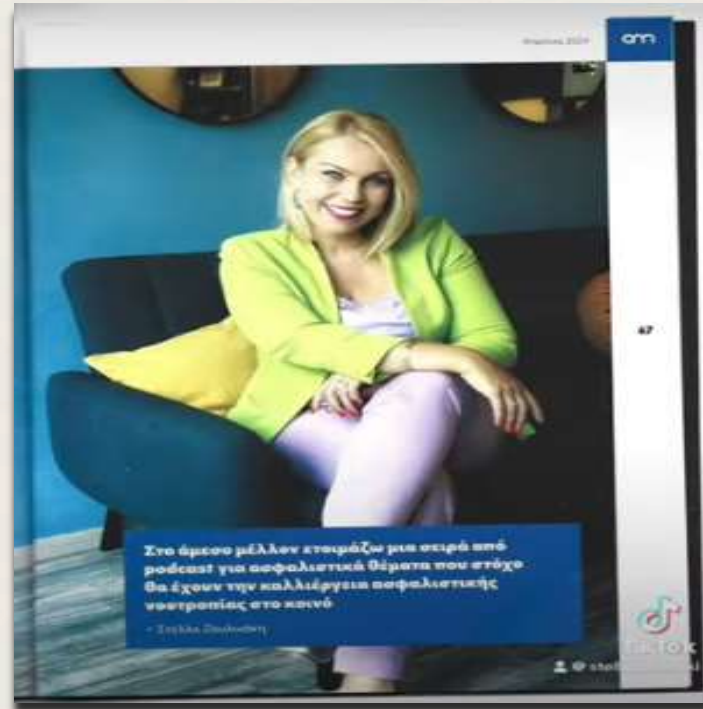 2024
am
67
Στο άμεσο μέλλον ετοιμάζω μια σειρά από
podcast για ασφαλιστικά θέματα που στόχο
θα έχουν την καλλιέργεια ασφαλιστικής
νοοτροπίας στο κοινό
Στέλλα
TikTok